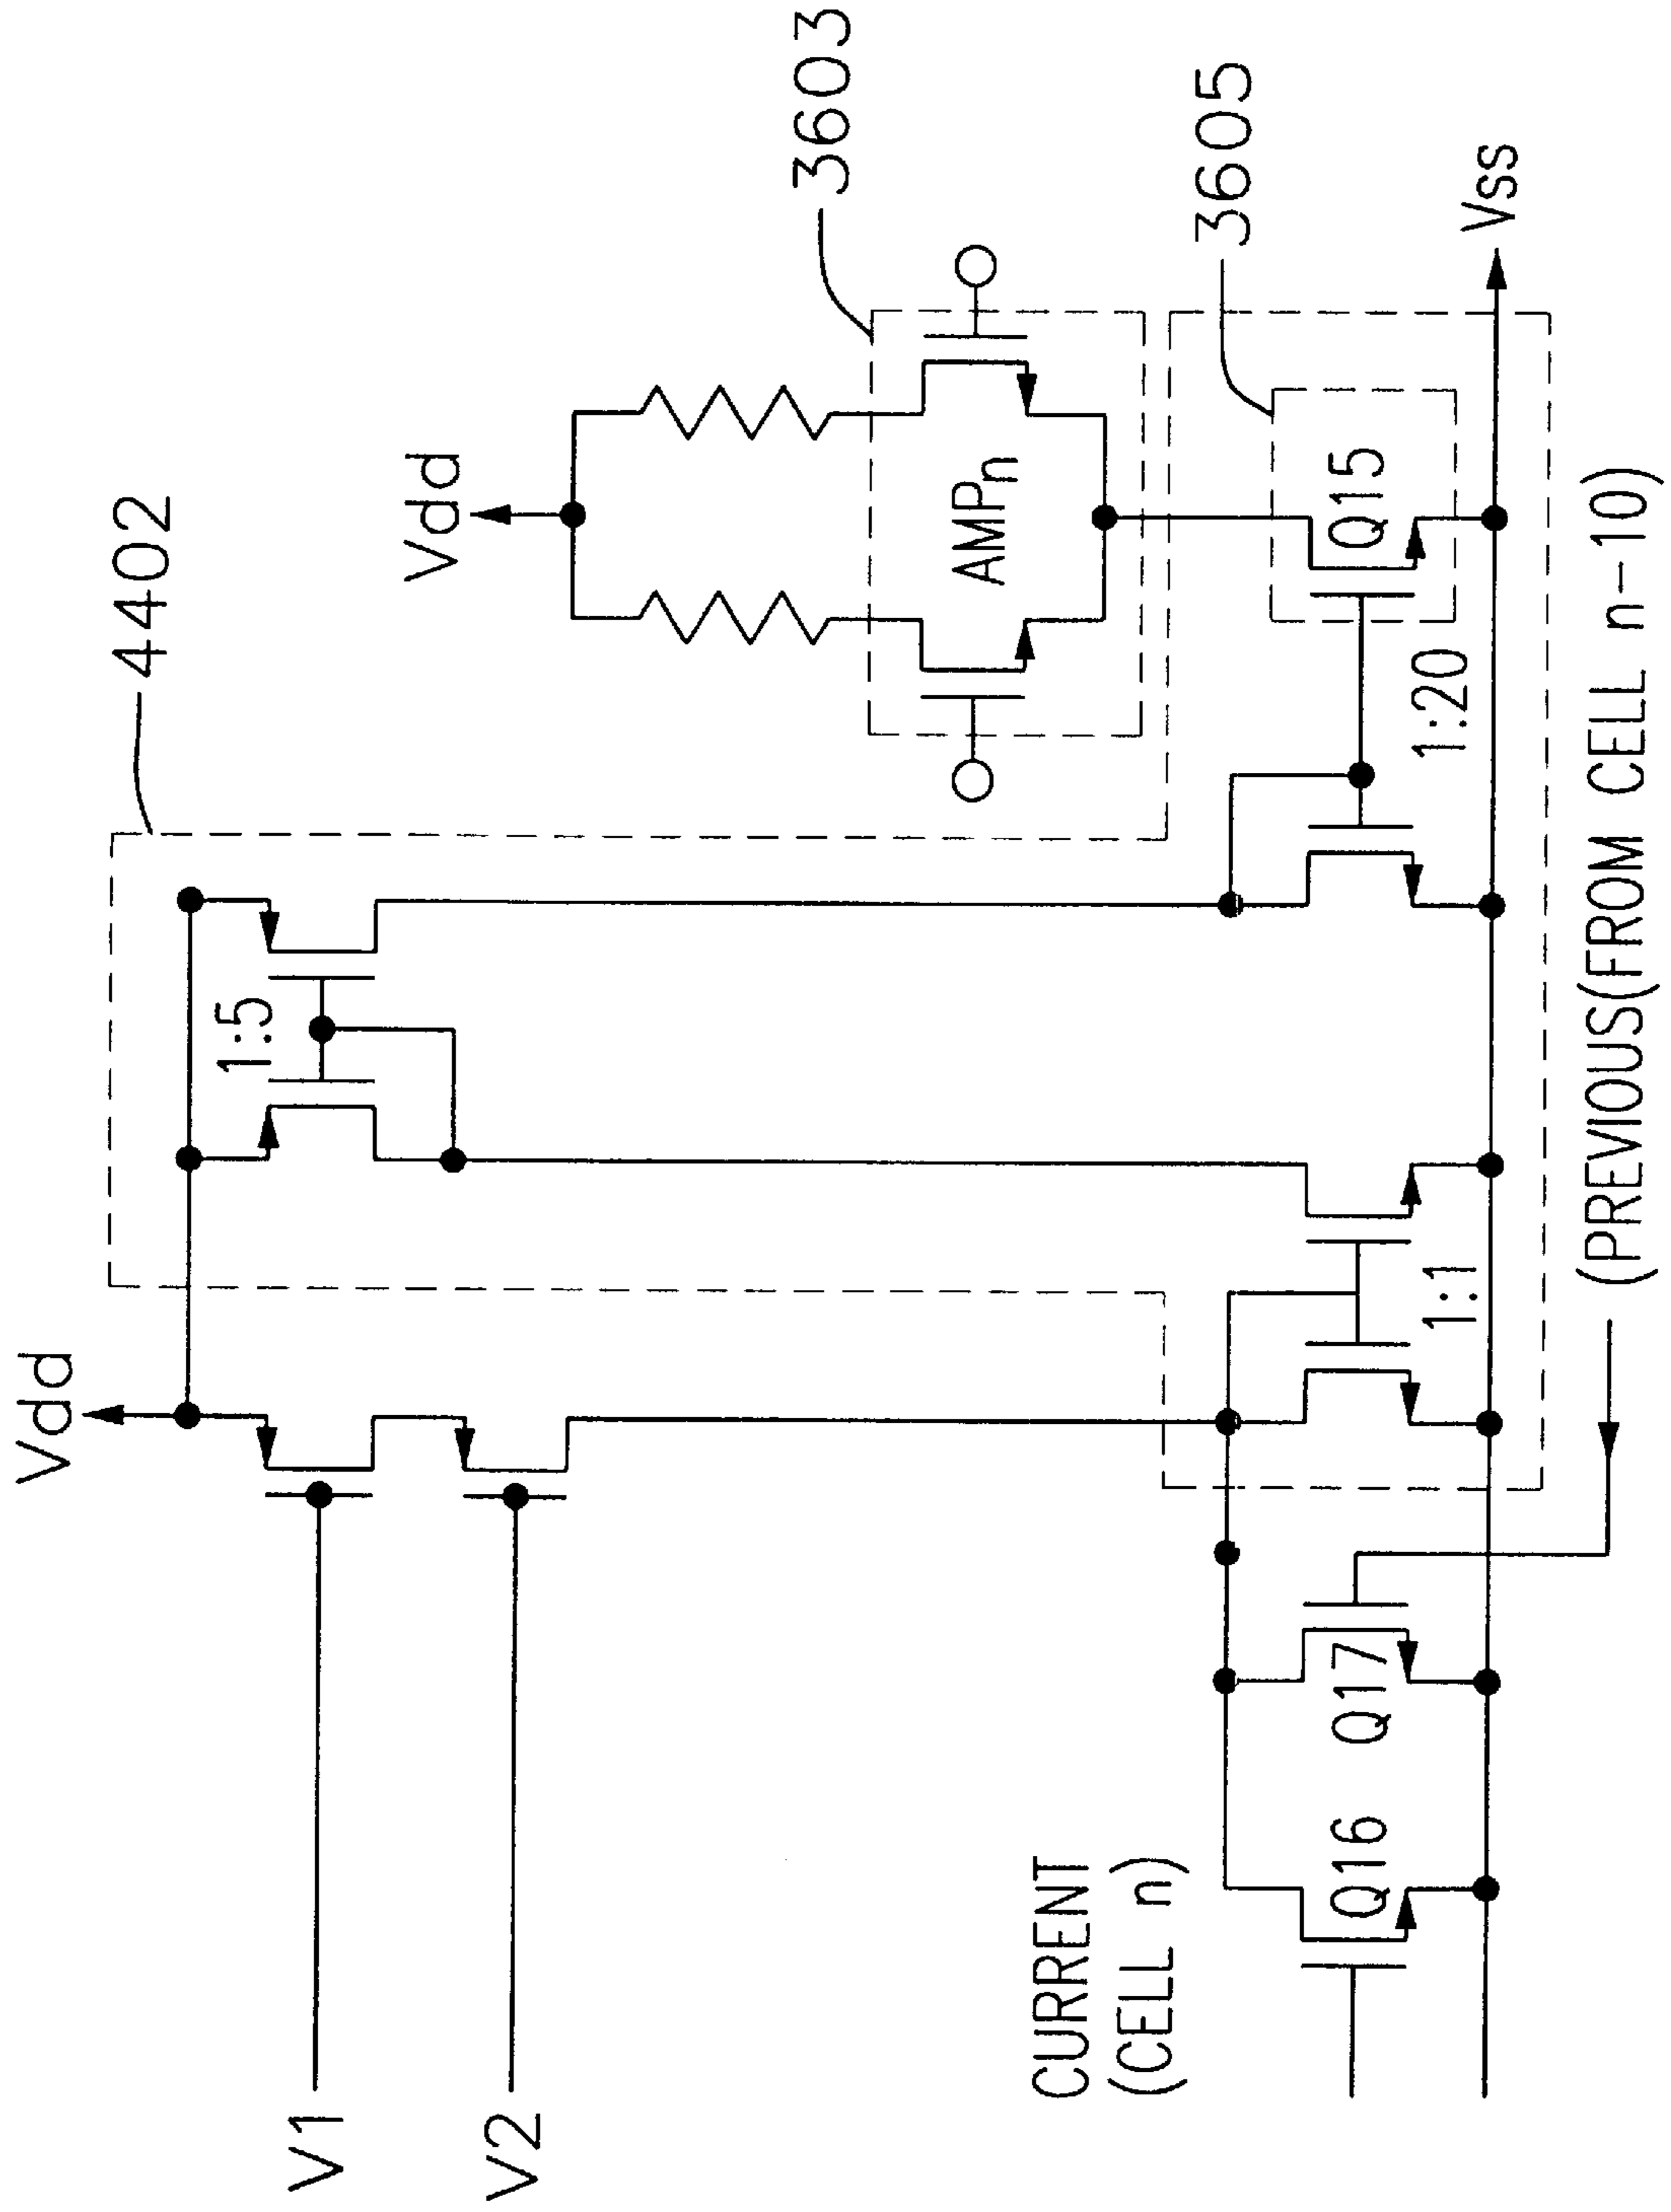 Vdd
4402
Vdd
3603
V1
V2
1:5
AMPn
3605
CURRENT
(CELL n)
Q16
Q17
1:1
1:20
Q15
Vss
(PREVIOUS(FROM CELL n-10)